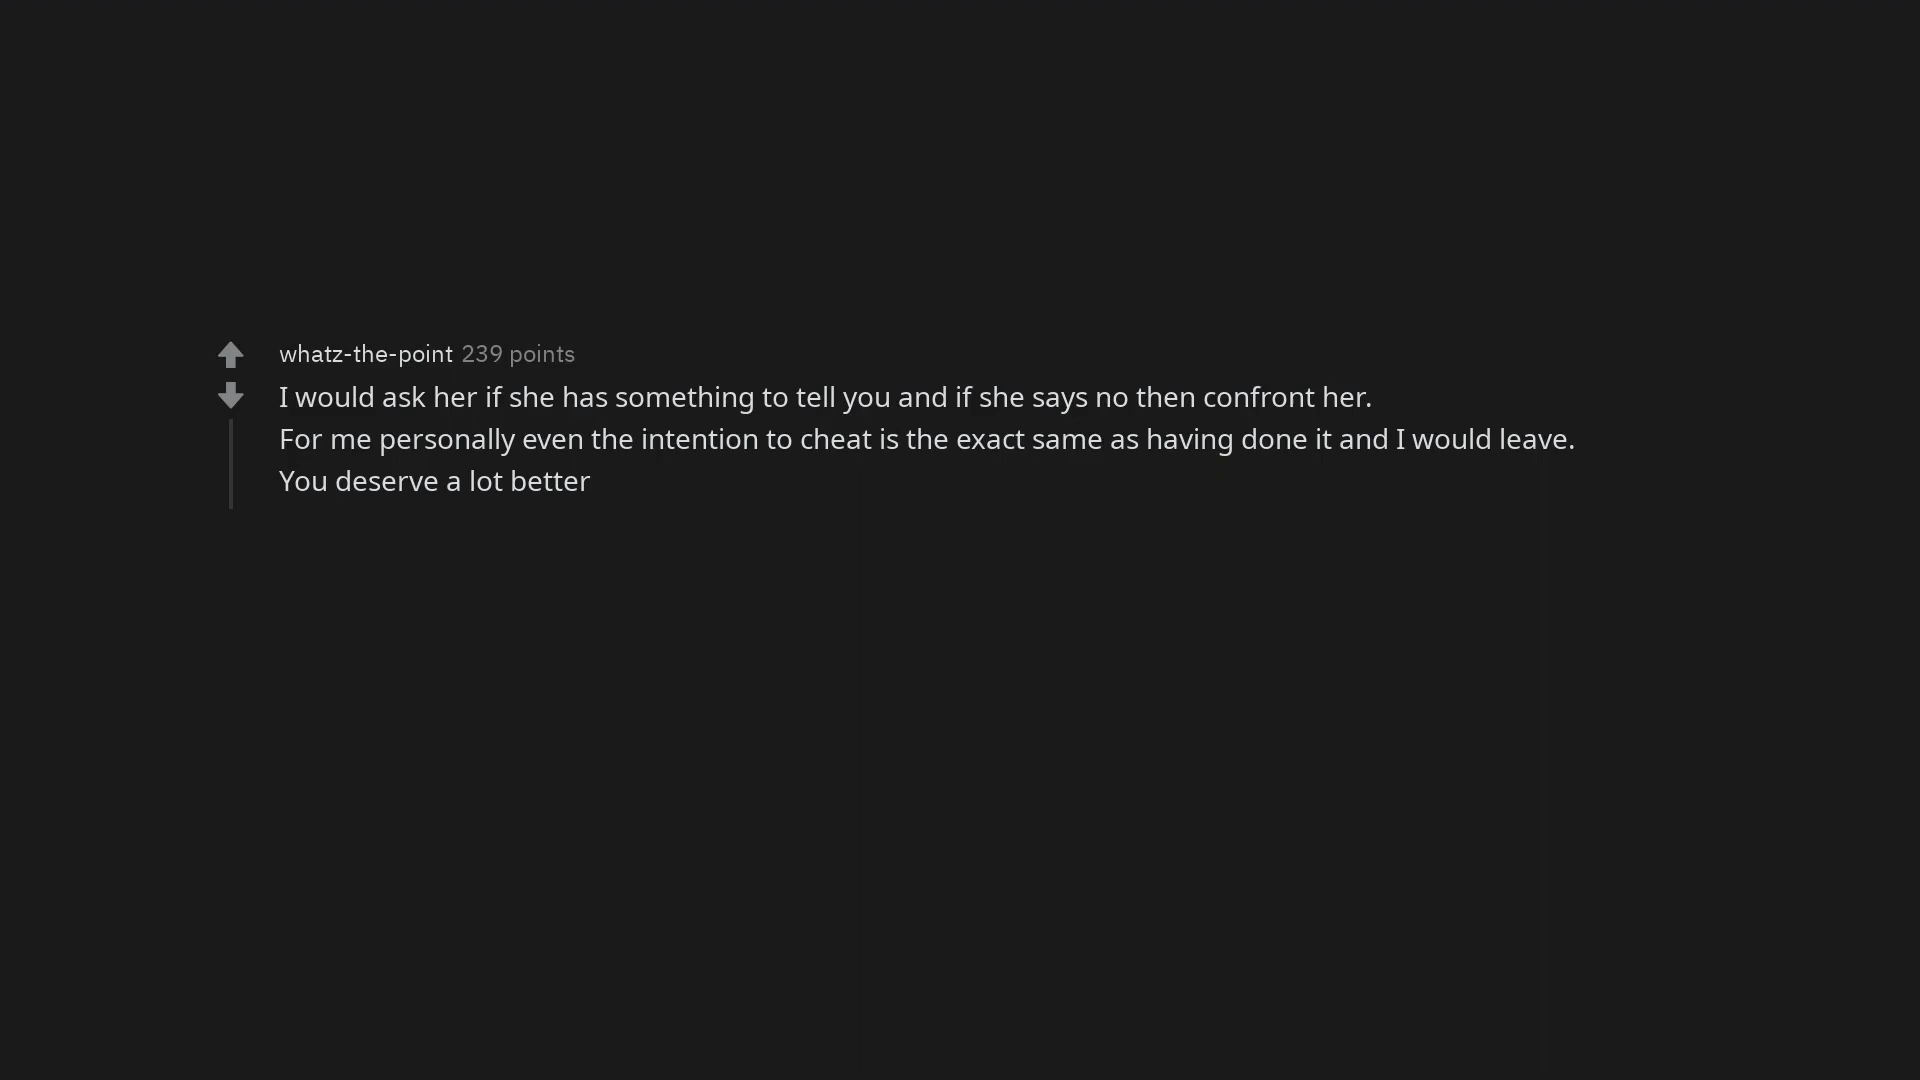 whatz-the-point 239 points
I would ask her if she has something to tell you and if she says no then confront her.
For me personally even the intention to cheat is the exact same as having done it and I would leave.
You deserve a lot better